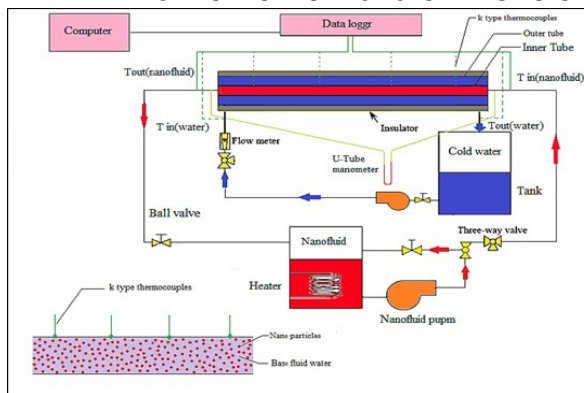 Computer
Data loggr
k type thermocouples
Outer tube
Inner Tube
Tout(nanofluid)
T in(nanofluid)
T in(water)
Insulator
Tout(water)
Flow meter
U-Tube
manometer
Cold water
Tank
Ball valve
Three-way valve
Nanofluid
Heater
Nanofluid pupm
k type thermocouples
Nano particles
Base fluid water